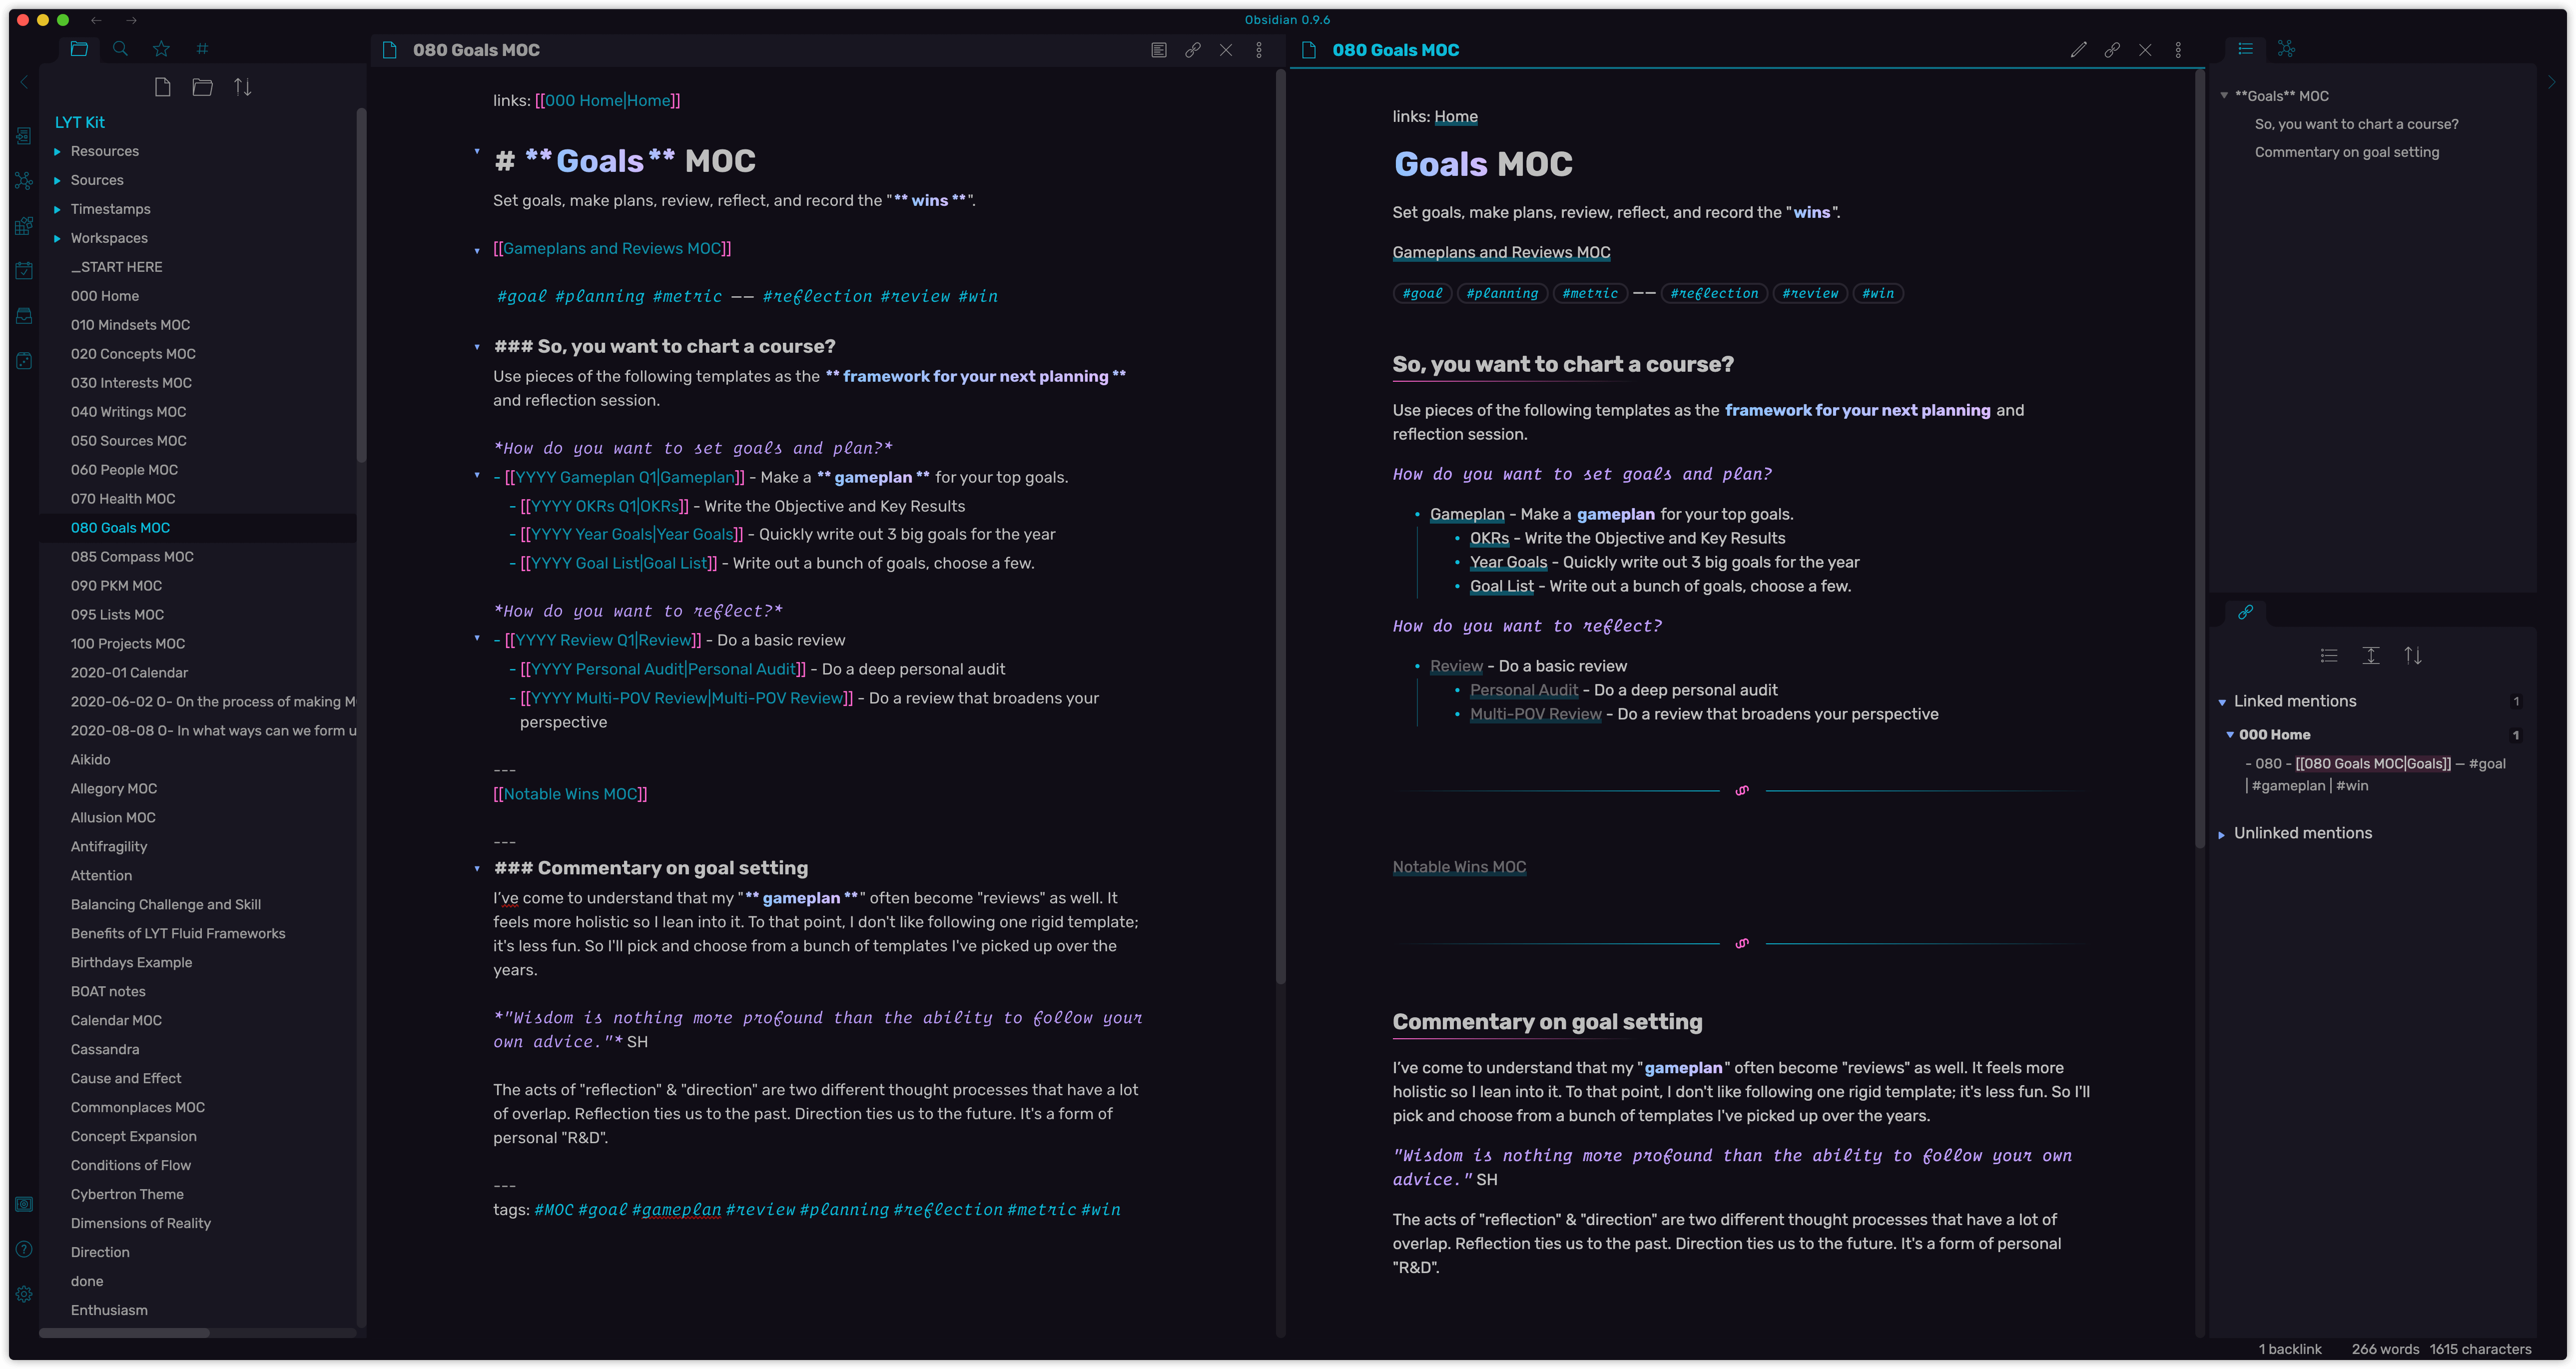 Obsidian 0.9.6
LYT Kit
Resources
Sources
Timestamps
Workspaces
_START HERE
000 Home
010 Mindsets MOC
020 Concepts MOC
030 Interests MOC
040 Writings MOC
050 Sources MOC
060 People MOC
070 Health MOC
080 Goals MOC
085 Compass MOC
090 PKM MOC
095 Lists MOC
100 Projects MOC
2020-01 Calendar
2020-06-02 O- On the process of making M
2020-08-08 O- In what ways can we form u
Aikido
Allegory MOC
Allusion MOC
Antifragility
Attention
Balancing Challenge and Skill
Benefits of LYT Fluid Frameworks
Birthdays Example
BOAT notes
Calendar MOC
Cassandra
Cause and Effect
Commonplaces MOC
Concept Expansion
Conditions of Flow
Cybertron Theme
Dimensions of Reality
Direction
done
Enthusiasm
080 Goals MOC
links: [[000 Home|Home]]
# **Goals** MOC
Set goals, make plans, review, reflect, and record the "** wins **".
[[Gameplans and Reviews MOC]]
#goal #planning #metric —– #reflection #review #win
### So, you want to chart a course?
Use pieces of the following templates as the ** framework for your next planning **
and reflection session.
*How do you want to set goals and plan?*
- [[YYYY Gameplan Q1|Gameplan]] - Make a ** gameplan ** for your top goals.
- [[YYYY OKRs Q1|OKRs]] - Write the Objective and Key Results
- [[YYYY Year Goals|Year Goals]] - Quickly write out 3 big goals for the year
- [[YYYY Goal List|Goal List]] - Write out a bunch of goals, choose a few.
*How do you want to reflect?*
- [[YYYY Review Q1|Review]] - Do a basic review
- [[YYYY Personal Audit|Personal Audit]] - Do a deep personal audit
- [[YYYY Multi-POV Review|Multi-POV Review]] - Do a review that broadens your
perspective
---
[[Notable Wins MOC]]
---
### Commentary on goal setting
I've come to understand that my "** gameplan **" often become "reviews" as well. It
feels more holistic so I lean into it. To that point, I don't like following one rigid template;
it's less fun. So I'll pick and choose from a bunch of templates I've picked up over the
years.
*"Wisdom is nothing more profound than the ability to follow your
own advice."* SH
The acts of "reflection" & "direction" are two different thought processes that have a lot
of overlap. Reflection ties us to the past. Direction ties us to the future. It's a form of
personal "R&D".
---
tags: #MOC #goal #gameplan #review #planning #reflection #metric #win
080 Goals MOC
links: Home
Goals MOC
Set goals, make plans, review, reflect, and record the "wins".
Gameplans and Reviews MOC
#goal #planning #metric —– #reflection #review #win
So, you want to chart a course?
Use pieces of the following templates as the framework for your next planning and
reflection session.
How do you want to set goals and plan?
• Gameplan - Make a gameplan for your top goals.
• OKRs - Write the Objective and Key Results
• Year Goals - Quickly write out 3 big goals for the year
• Goal List - Write out a bunch of goals, choose a few.
How do you want to reflect?
• Review - Do a basic review
• Personal Audit - Do a deep personal audit
• Multi-POV Review - Do a review that broadens your perspective
Notable Wins MOC
Commentary on goal setting
I've come to understand that my "gameplan" often become "reviews" as well. It feels more
holistic so I lean into it. To that point, I don't like following one rigid template; it's less fun. So I'll
pick and choose from a bunch of templates I've picked up over the years.
"Wisdom is nothing more profound than the ability to follow your own
advice." SH
The acts of "reflection" & "direction" are two different thought processes that have a lot of
overlap. Reflection ties us to the past. Direction ties us to the future. It's a form of personal
"R&D".
**Goals** MOC
So, you want to chart a course?
Commentary on goal setting
Linked mentions 1
000 Home 1
- 080 - [[080 Goals MOC|Goals]] — #goal
| #gameplan | #win
Unlinked mentions
1 backlink 266 words 1615 characters